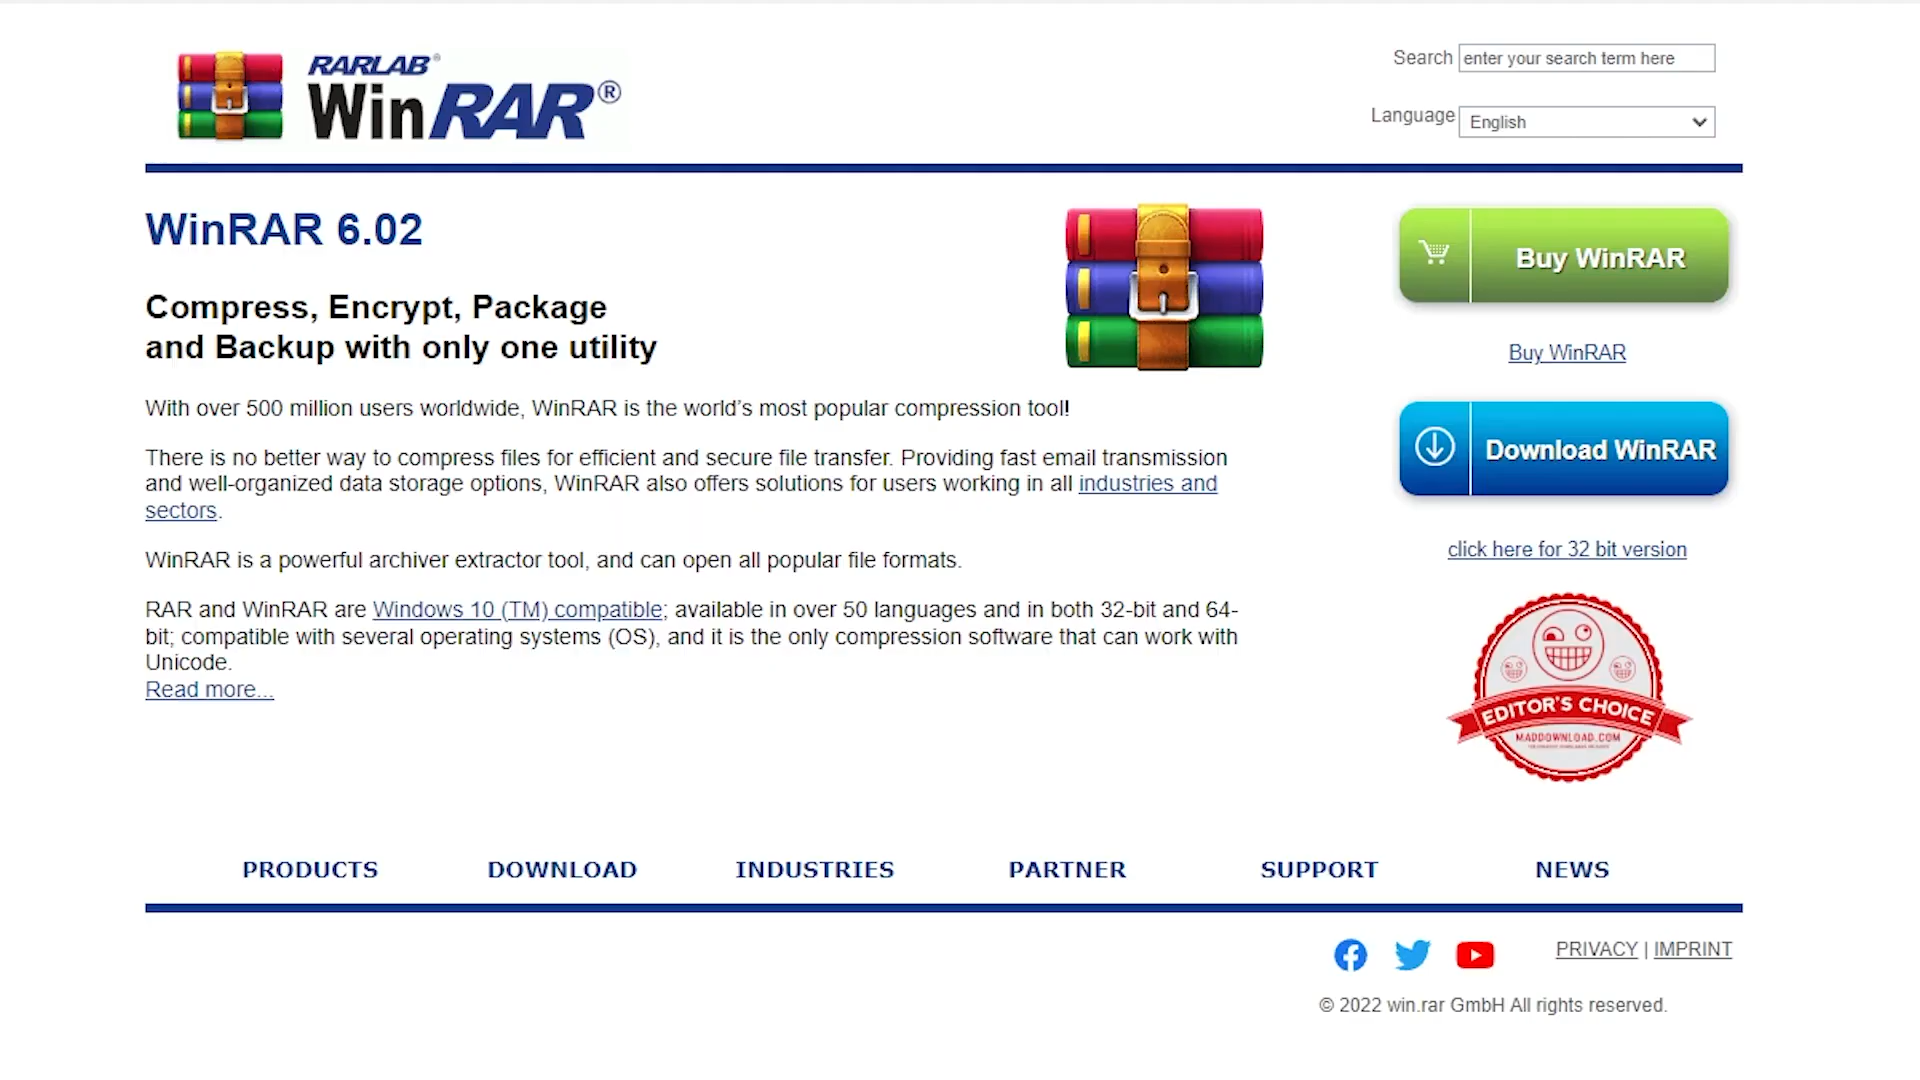 RARLAB®
WinRAR®
Search enter your search term here
Language English
WinRAR 6.02
Compress, Encrypt, Package
and Backup with only one utility
With over 500 million users worldwide, WinRAR is the world’s most popular compression tool!
There is no better way to compress files for efficient and secure file transfer. Providing fast email transmission
and well-organized data storage options, WinRAR also offers solutions for users working in all industries and
sectors.
WinRAR is a powerful archiver extractor tool, and can open all popular file formats.
RAR and WinRAR are Windows 10 (TM) compatible; available in over 50 languages and in both 32-bit and 64-
bit; compatible with several operating systems (OS), and it is the only compression software that can work with
Unicode.
Read more...
Buy WinRAR
Buy WinRAR
Download WinRAR
click here for 32 bit version
EDITOR'S CHOICE
MADDOWNLOAD.COM
PRODUCTS DOWNLOAD INDUSTRIES PARTNER SUPPORT NEWS
PRIVACY | IMPRINT
© 2022 win.rar GmbH All rights reserved.